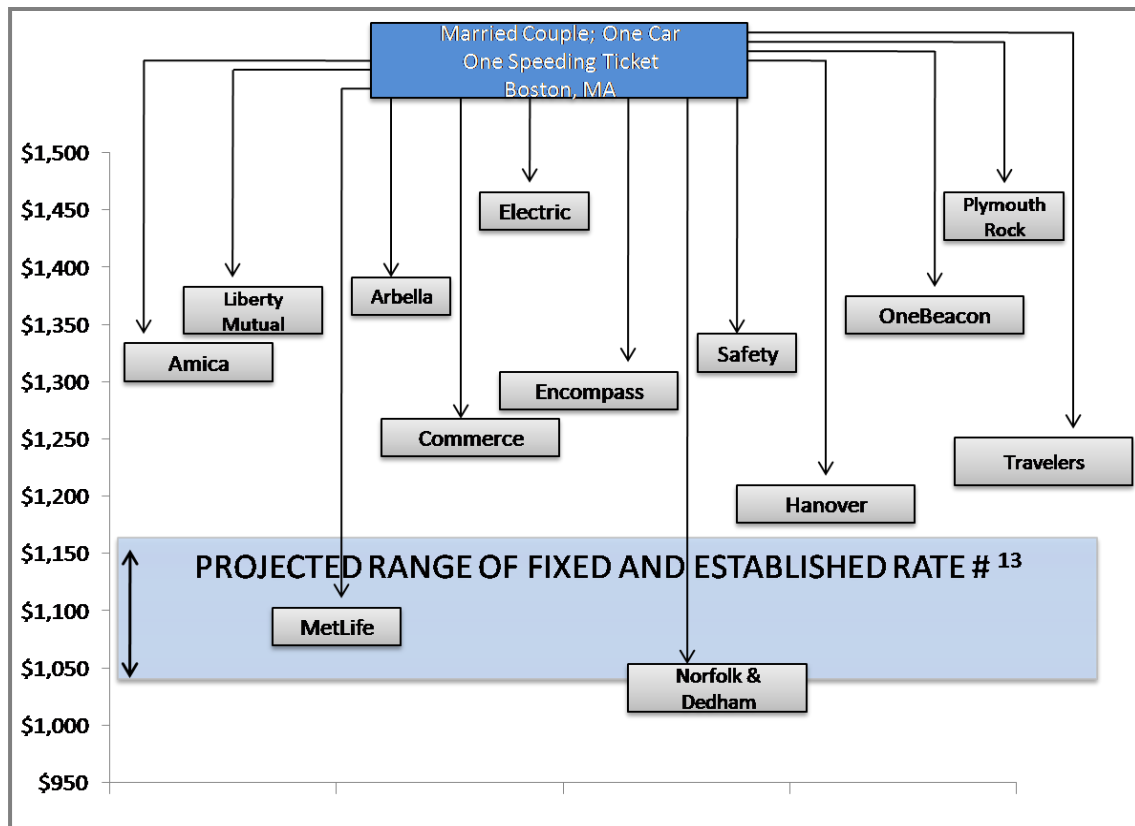 Married Couple; One Car
One Speeding Ticket
Boston, MA
$1,500
$1,450
$1,400
$1,350
$1,300
$1,250
$1,200
$1,150
$1,100
$1,050
$1,000
$950
Electric
Plymouth
Rock
Liberty
Mutual
Arbella
OneBeacon
Amica
Safety
Encompass
Commerce
Travelers
Hanover
PROJECTED RANGE OF FIXED AND ESTABLISHED RATE # 13
MetLife
Norfolk &
Dedham